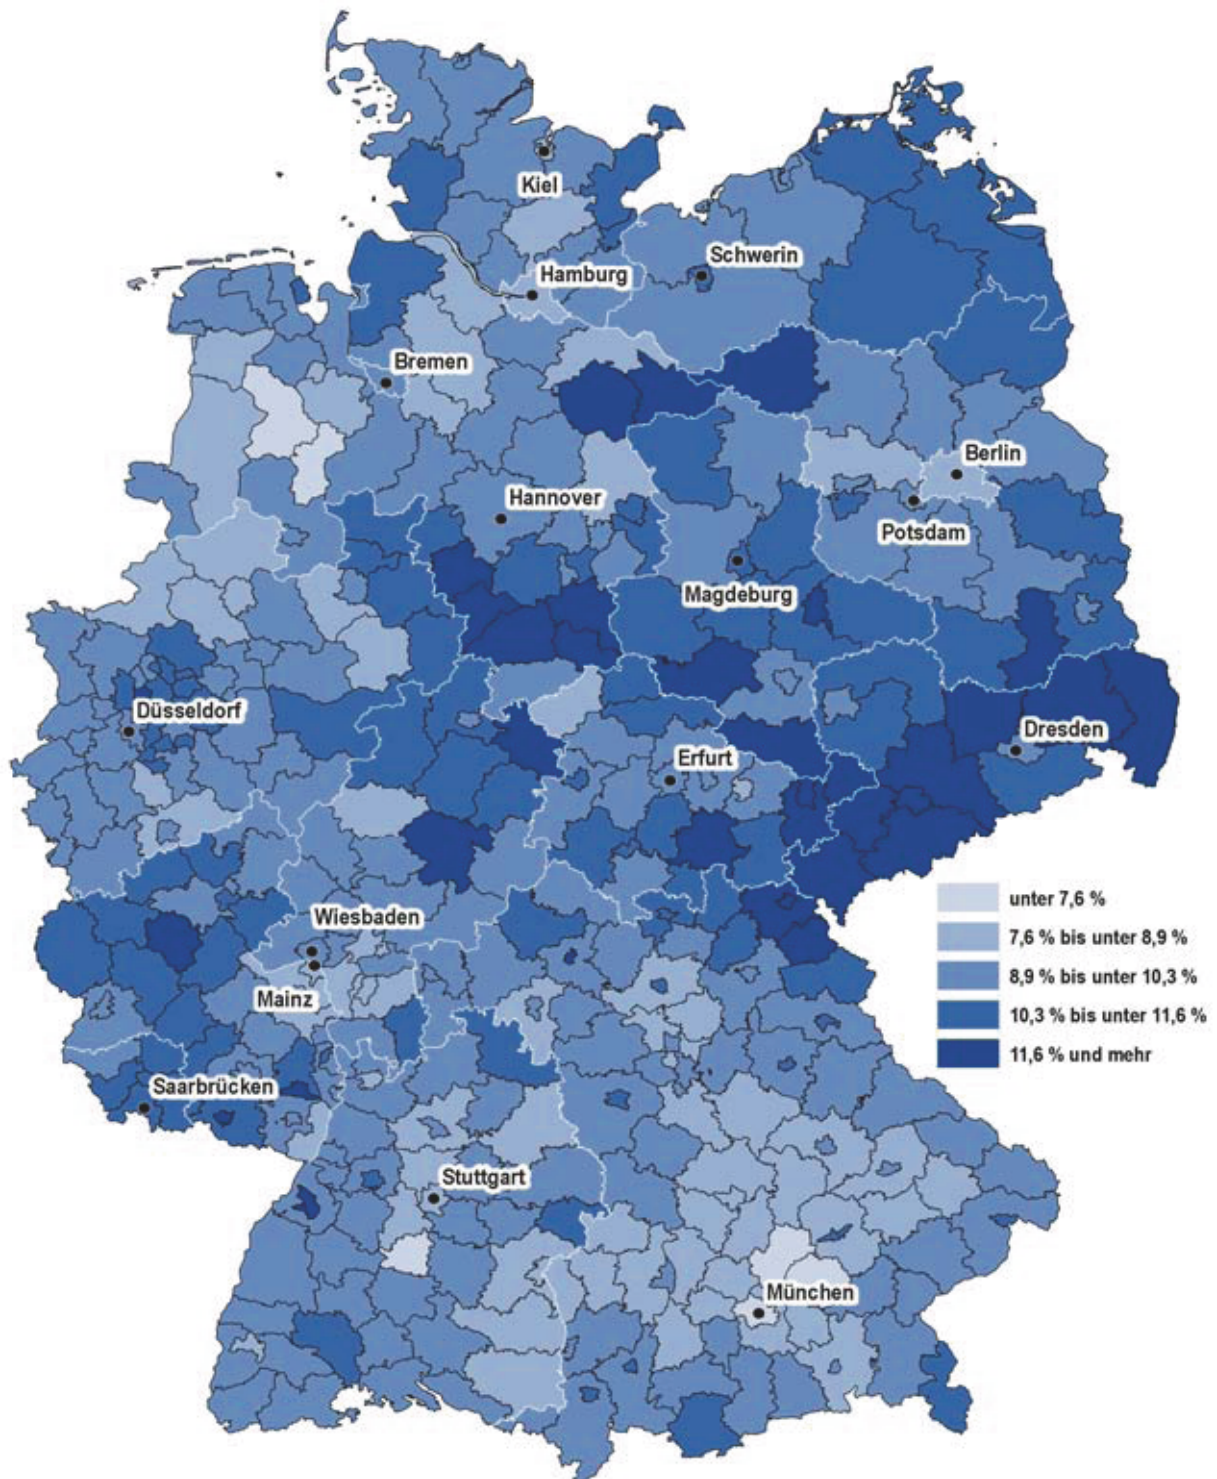 Kiel
Schwerin
Hamburg
Bremen
Berlin
Hannover
Potsdam
Magdeburg
Düsseldorf
Dresden
Erfurt
unter 7,6 %
Wiesbaden
7,6 % bis unter 8,9 %
8,9 % bis unter 10,3 %
Mainz
10,3 % bis unter 11,6 %
11,6 % und mehr
Saarbrücken
Stuttgart
München